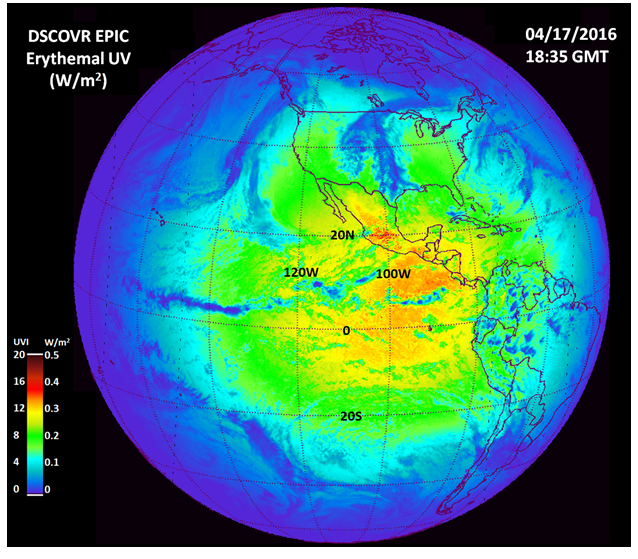 DSCOVR EPIC
Erythemal UV
(W/m²)
04/17/2016
18:35 GMT
20N
120W
100W
0
20S
UVI W/m²
20 0.5
16 0.4
12 0.3
8 0.2
4 0.1
0 0